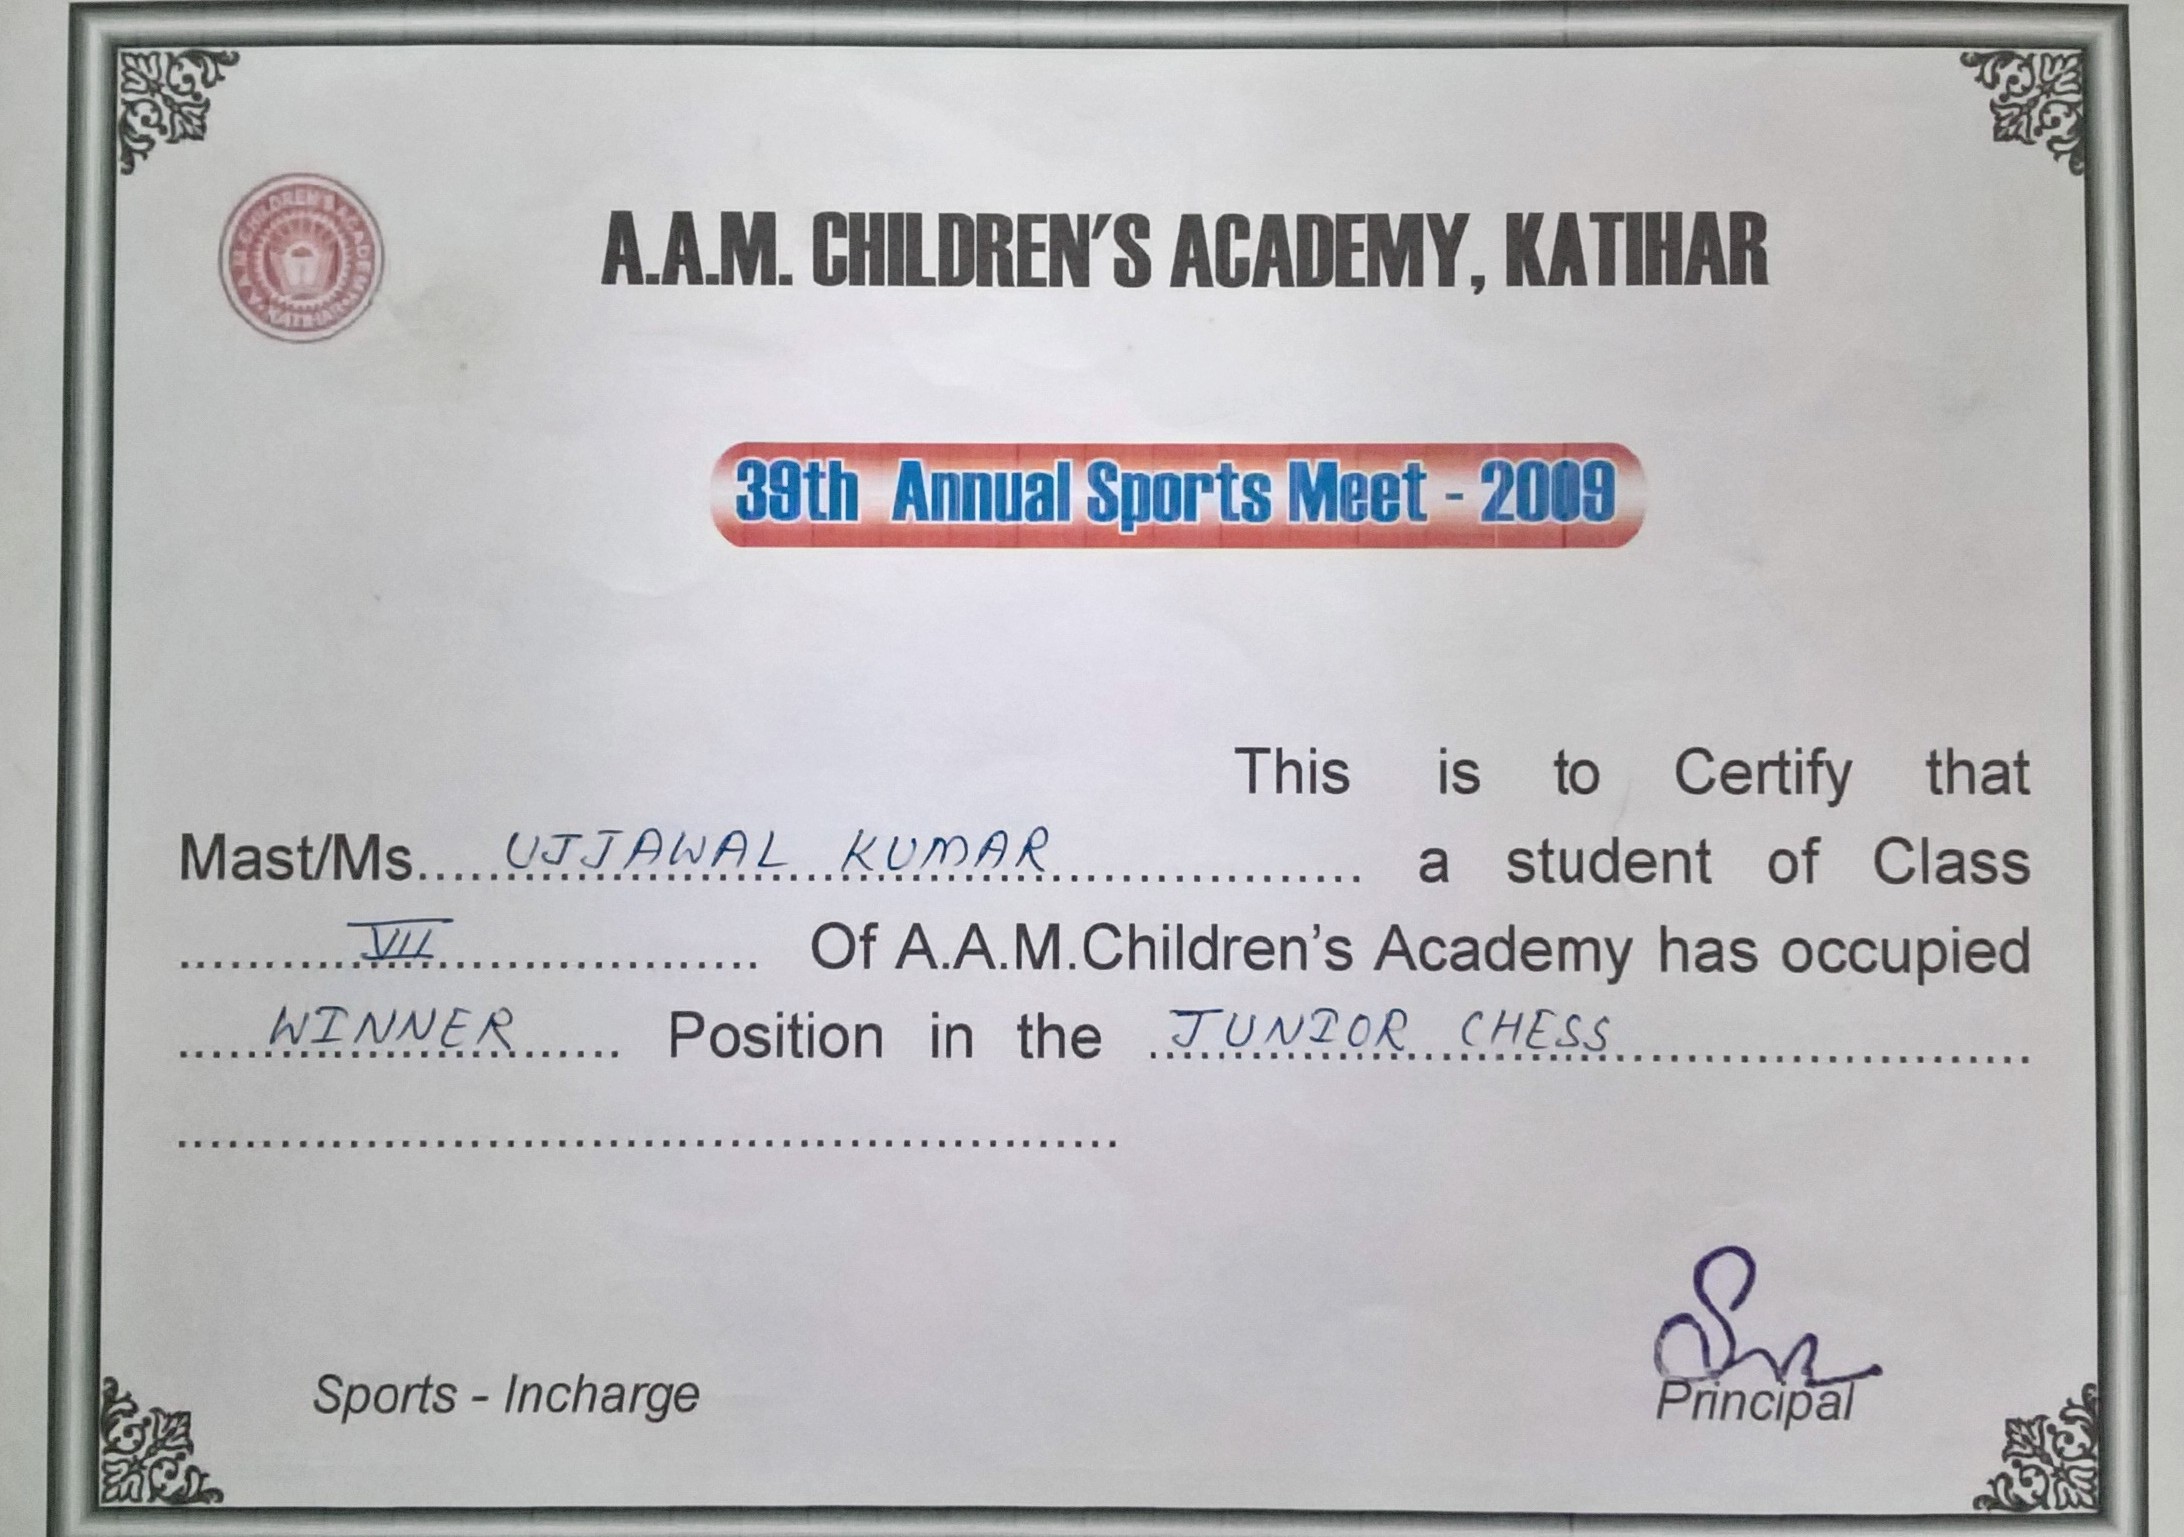 A.A.M. CHILDREN'S ACADEMY
KATIHAR
A.A.M. CHILDREN'S ACADEMY, KATIHAR
39th Annual Sports Meet - 2009
This is to Certify that
Mast/Ms.... UJJAWAL KUMAR .................... a student of Class
........... VII .................... Of A.A.M.Children's Academy has occupied
... WINNER ...... Position in the JUNIOR CHESS ....................
....................................................................
Sports - Incharge
Principal